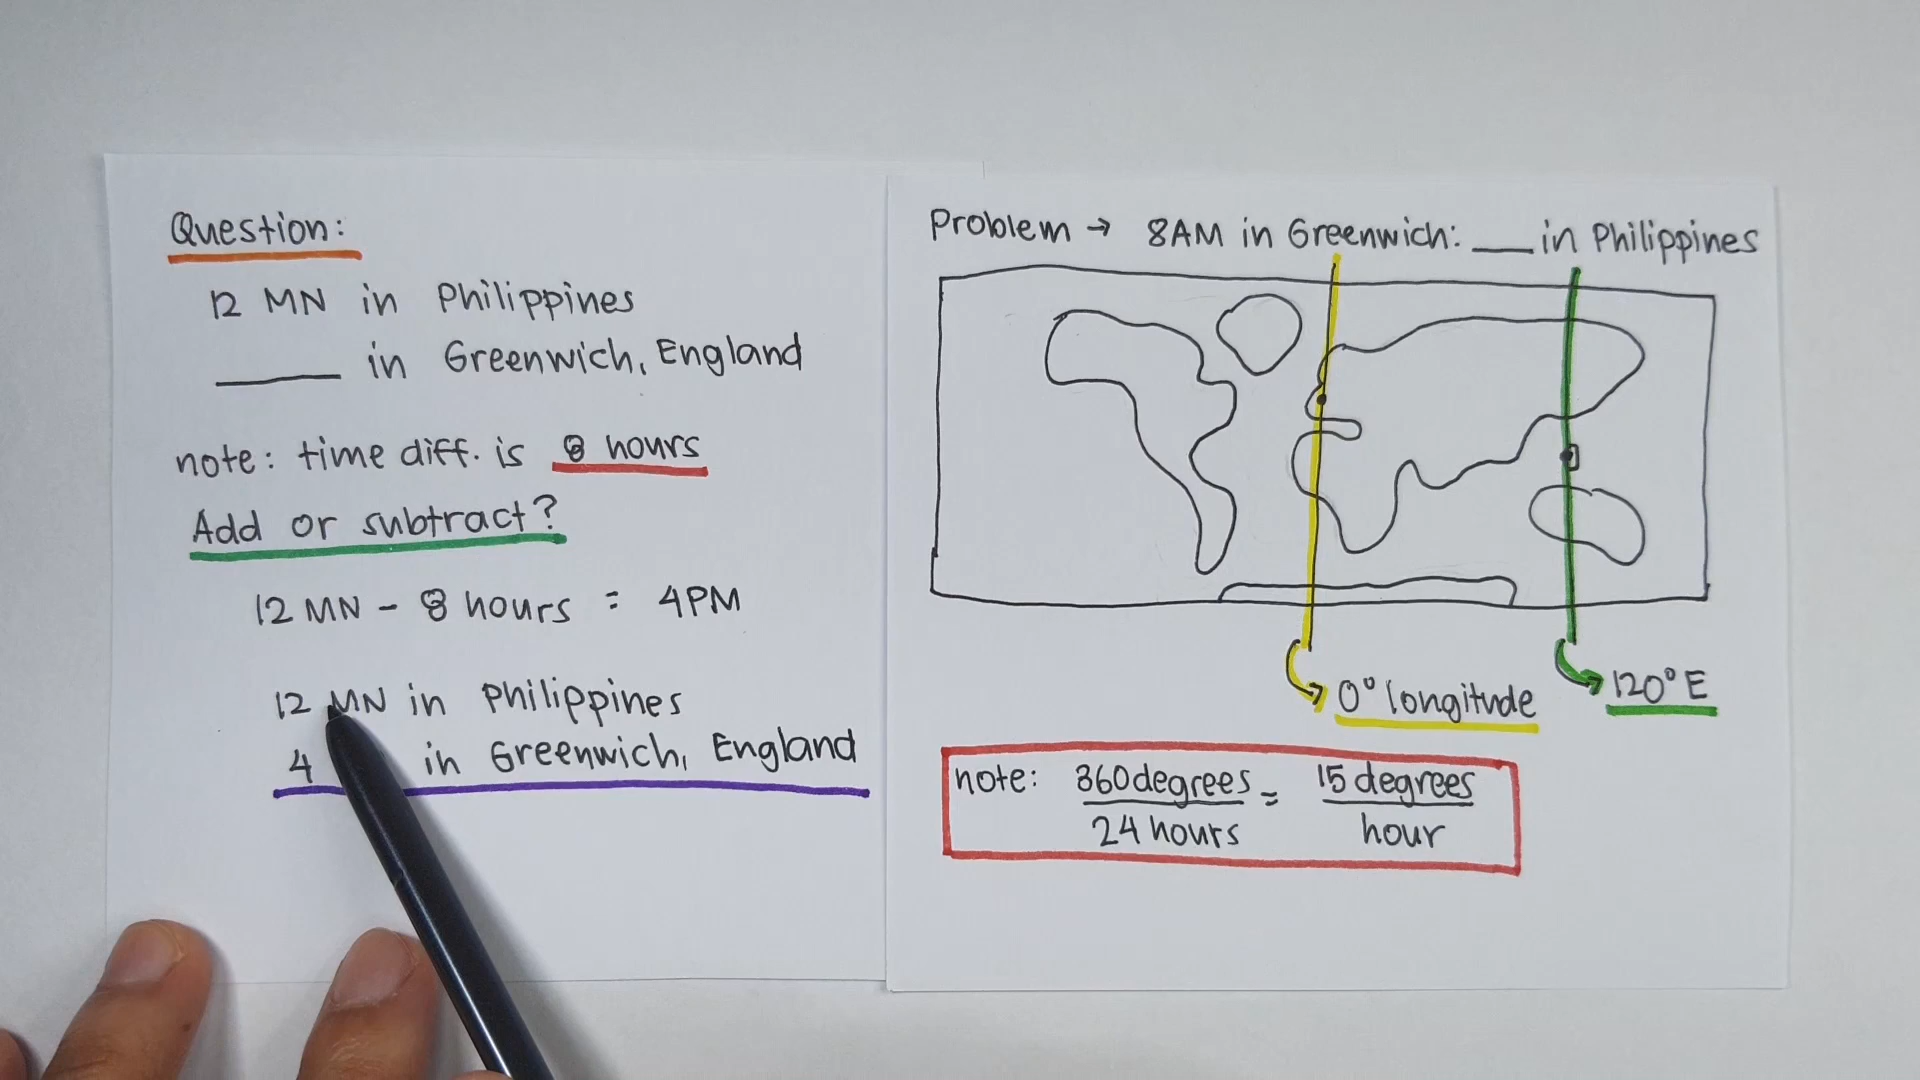 Question:
12 MN in Philippines
____ in Greenwich, England
note: time diff. is 8 hours
Add or subtract?
12 MN - 8 hours = 4PM
12 MN in Philippines
4 in Greenwich, England
Problem → 8AM in Greenwich: ___ in Philippines
0° longitude
120° E
note: 360 degrees = 15 degrees
24 hours hour